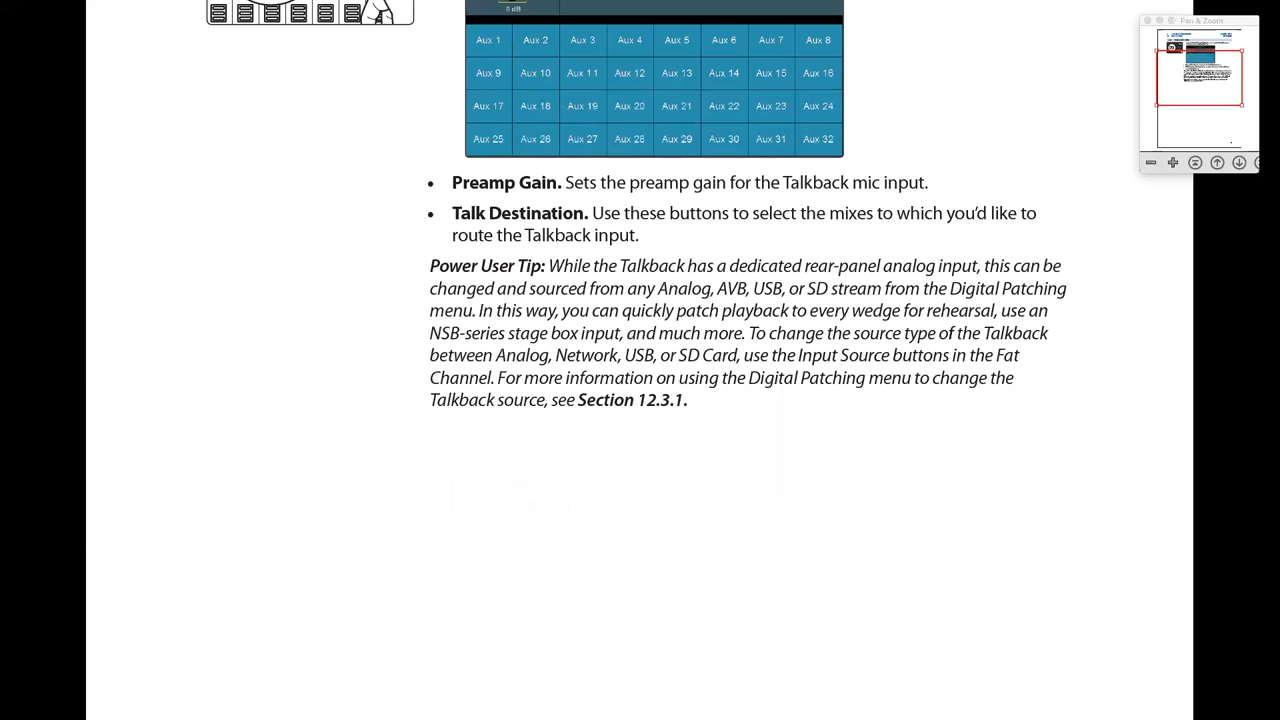 0 dB
Pan & Zoom
Aux 1 Aux 2 Aux 3 Aux 4 Aux 5 Aux 6 Aux 7 Aux 8
Aux 9 Aux 10 Aux 11 Aux 12 Aux 13 Aux 14 Aux 15 Aux 16
Aux 17 Aux 18 Aux 19 Aux 20 Aux 21 Aux 22 Aux 23 Aux 24
Aux 25 Aux 26 Aux 27 Aux 28 Aux 29 Aux 30 Aux 31 Aux 32
• Preamp Gain. Sets the preamp gain for the Talkback mic input.
• Talk Destination. Use these buttons to select the mixes to which you’d like to
route the Talkback input.
Power User Tip: While the Talkback has a dedicated rear-panel analog input, this can be
changed and sourced from any Analog, AVB, USB, or SD stream from the Digital Patching
menu. In this way, you can quickly patch playback to every wedge for rehearsal, use an
NSB-series stage box input, and much more. To change the source type of the Talkback
between Analog, Network, USB, or SD Card, use the Input Source buttons in the Fat
Channel. For more information on using the Digital Patching menu to change the
Talkback source, see Section 12.3.1.